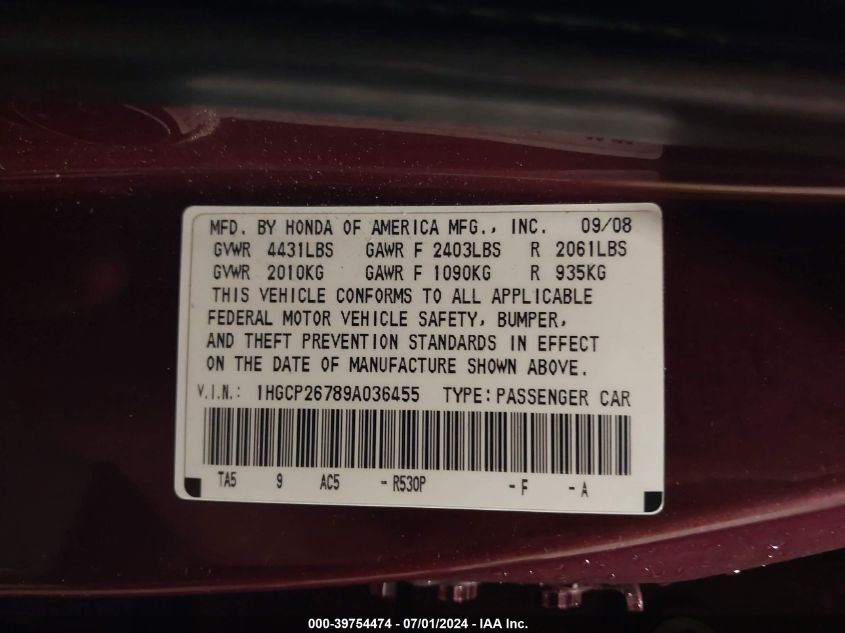 MFD. BY HONDA OF AMERICA MFG., INC. 09/08
GVWR 4431LBS GAWR F 2403LBS R 2061LBS
GVWR 2010KG GAWR F 1090KG R 935KG
THIS VEHICLE CONFORMS TO ALL APPLICABLE
FEDERAL MOTOR VEHICLE SAFETY, BUMPER,
AND THEFT PREVENTION STANDARDS IN EFFECT
ON THE DATE OF MANUFACTURE SHOWN ABOVE.
V.I.N.: 1HGCP26789A036455 TYPE: PASSENGER CAR
TA5 9 AC5 -R530P -F -A
000-39754474 - 07/01/2024 - IAA Inc.